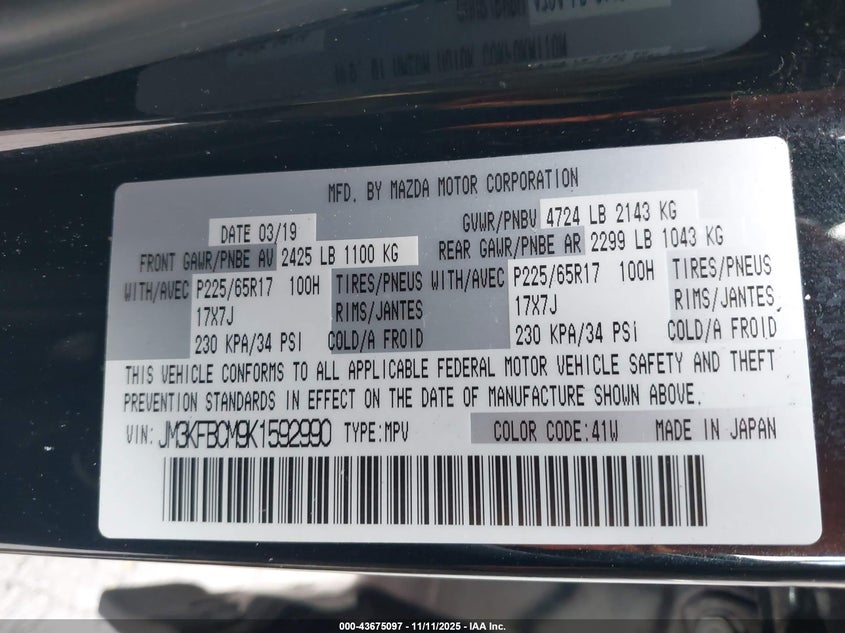 MFD. BY MAZDA MOTOR CORPORATION
DATE 03/19 GVWR/PNBV 4724 LB 2143 KG
FRONT GAWR/PNBE AV 2425 LB 1100 KG REAR GAWR/PNBE AR 2299 LB 1043 KG
WITH/AVEC P225/65R17 100H TIRES/PNEUS WITH/AVEC P225/65R17 100H TIRES/PNEUS
17X7J RIMS/JANTES 17X7J RIMS/JANTES
230 KPA/34 PSI COLD/A FROID 230 KPA/34 PSi COLD/A FROID
THIS VEHICLE CONFORMS TO ALL APPLICABLE FEDERAL MOTOR VEHICLE SAFETY AND THEFT
PREVENTION STANDARDS IN EFFECT ON THE DATE OF MANUFACTURE SHOWN ABOVE.
VIN: JM3KFBCM9K1592990 TYPE:MPV COLOR CODE:41W MADE IN JAPAN
000-43675097 - 11/11/2025 - IAA Inc.